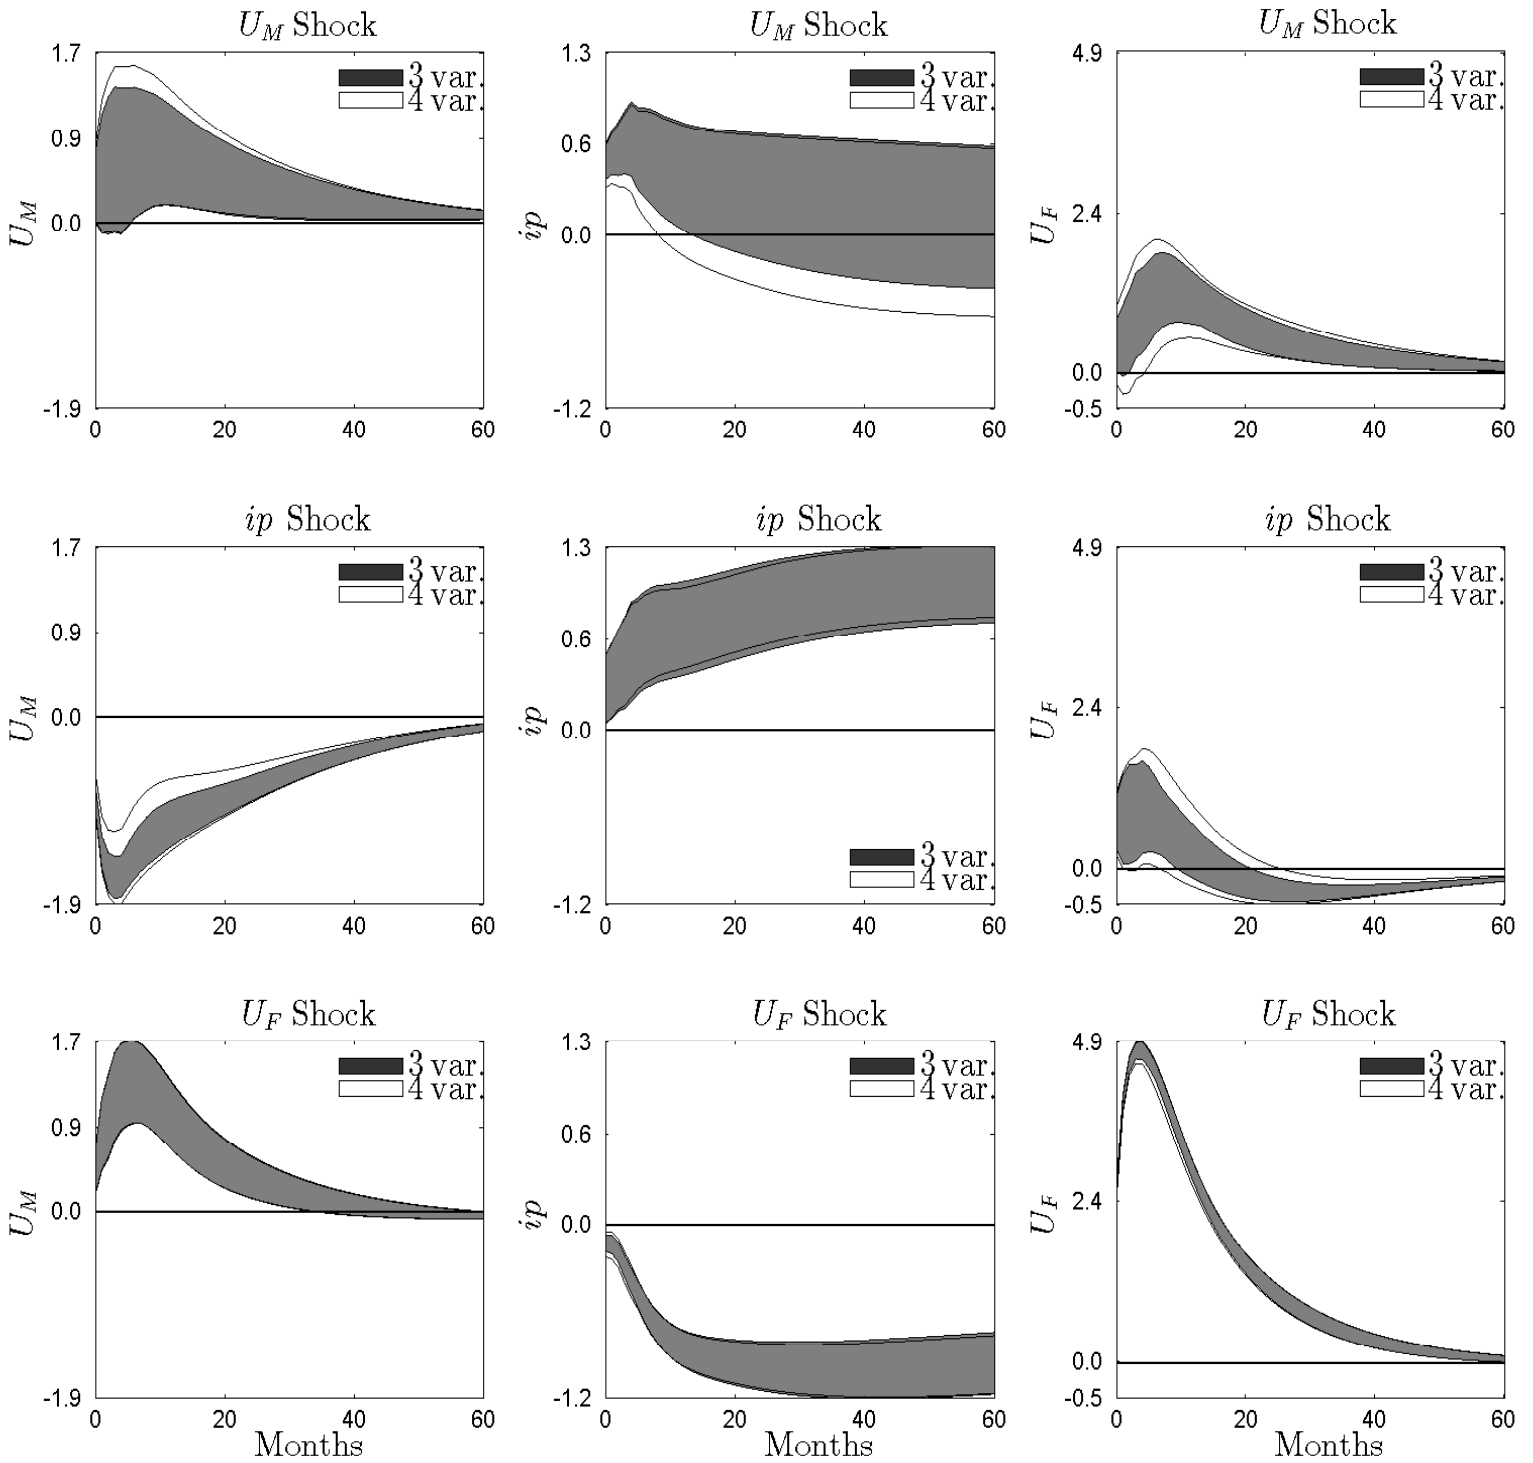 U_M Shock
U_M Shock
U_M Shock
1.7
0.9
0.0
-1.9
U_M
3 var.
4 var.
0 20 40 60
1.3
0.6
0.0
-1.2
ip
3 var.
4 var.
0 20 40 60
4.9
2.4
0.0
-0.5
U_F
3 var.
4 var.
0 20 40 60
ip Shock
ip Shock
ip Shock
1.7
0.9
0.0
-1.9
U_M
3 var.
4 var.
0 20 40 60
1.3
0.6
0.0
-1.2
ip
3 var.
4 var.
0 20 40 60
4.9
2.4
0.0
-0.5
U_F
3 var.
4 var.
0 20 40 60
U_F Shock
U_F Shock
U_F Shock
1.7
0.9
0.0
-1.9
U_M
3 var.
4 var.
0 20 40 60
Months
1.3
0.6
0.0
-1.2
ip
3 var.
4 var.
0 20 40 60
Months
4.9
2.4
0.0
-0.5
U_F
3 var.
4 var.
0 20 40 60
Months